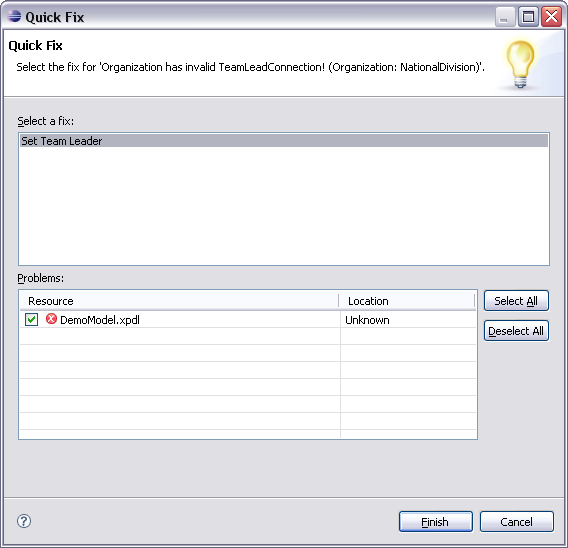 Quick Fix
Quick Fix
Select the fix for 'Organization has invalid TeamLeadConnection! (Organization: NationalDivision)'.
Select a fix:
Set Team Leader
Problems:
Resource Location
Select All
DemoModel.xpdl Unknown
Deselect All
Finish Cancel